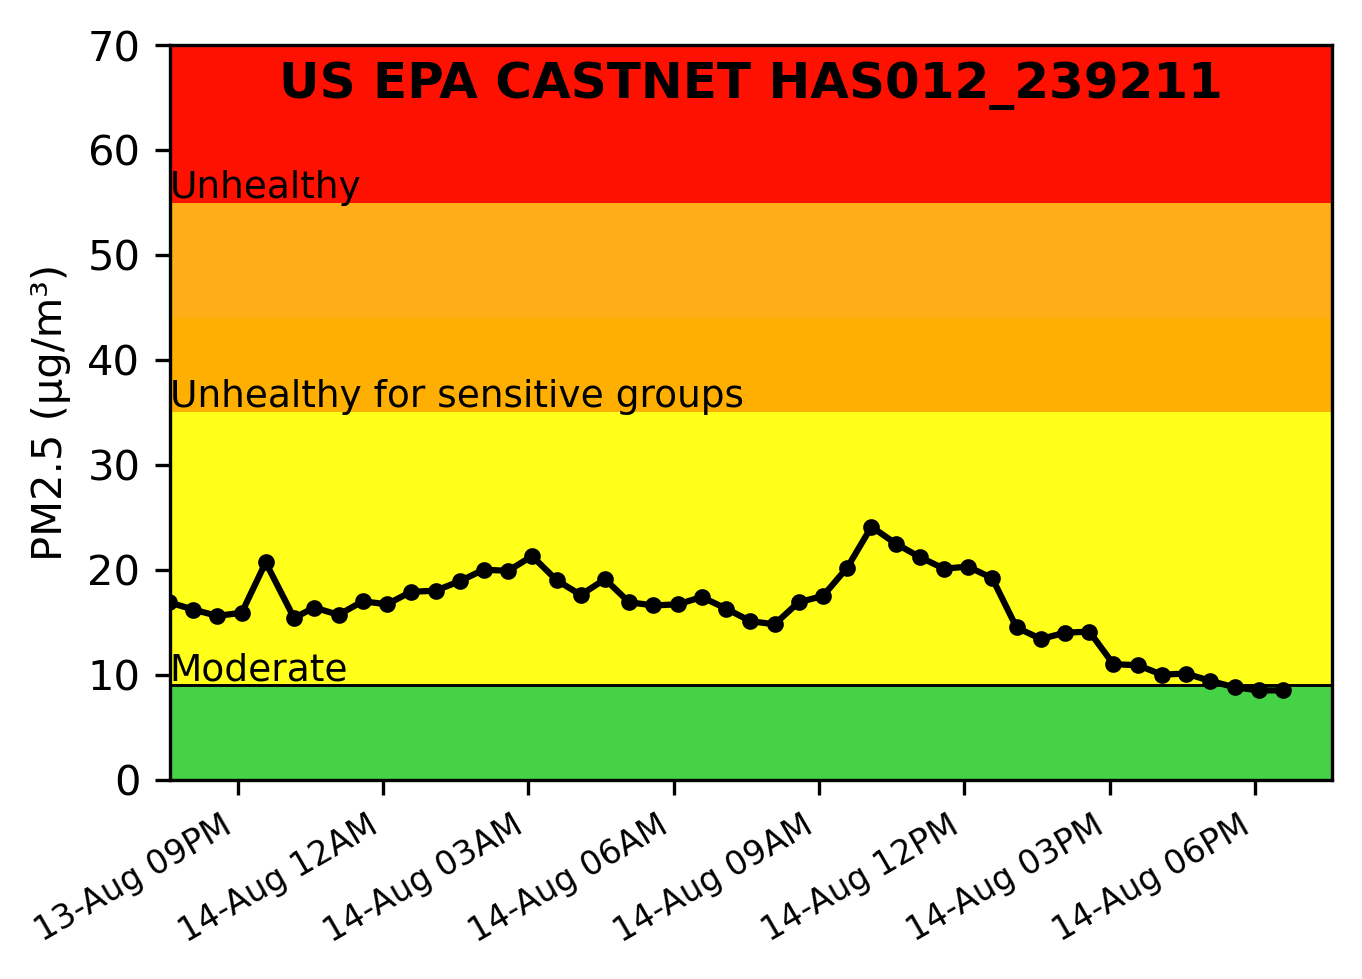 US EPA CASTNET HAS012_239211
PM2.5 (µg/m³)
70
60
50
40
30
20
10
0
Unhealthy
Unhealthy for sensitive groups
Moderate
13-Aug 09PM
14-Aug 12AM
14-Aug 03AM
14-Aug 06AM
14-Aug 09AM
14-Aug 12PM
14-Aug 03PM
14-Aug 06PM